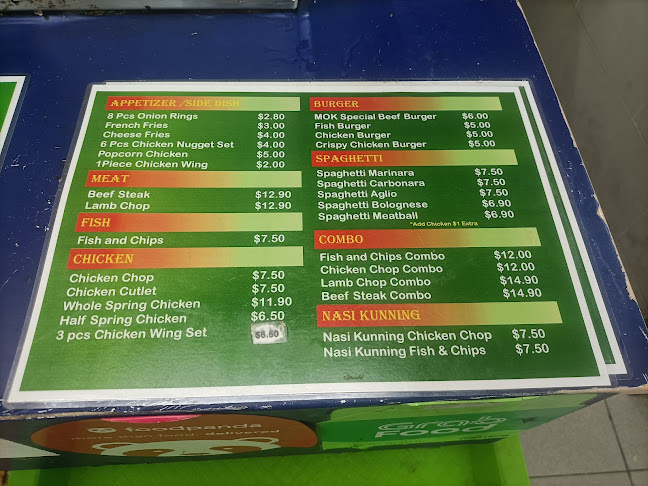 APPETIZER /SIDE DISH
8 Pcs Onion Rings $2.80
French Fries $3.00
Cheese Fries $4.00
6 Pcs Chicken Nugget Set $4.00
Popcorn Chicken $5.00
1Piece Chicken Wing $2.00
MEAT
Beef Steak $12.90
Lamb Chop $12.90
FISH
Fish and Chips $7.50
CHICKEN
Chicken Chop $7.50
Chicken Cutlet $7.50
Whole Spring Chicken $11.90
Half Spring Chicken $6.50
3 pcs Chicken Wing Set $6.50
BURGER
MOK Special Beef Burger $6.00
Fish Burger $5.00
Chicken Burger $5.00
Crispy Chicken Burger $5.00
SPAGHETTI
Spaghetti Marinara $7.50
Spaghetti Carbonara $7.50
Spaghetti Aglio $7.50
Spaghetti Bolognese $6.90
Spaghetti Meatball $6.90
*Add Chicken $1 Extra
COMBO
Fish and Chips Combo $12.00
Chicken Chop Combo $12.00
Lamb Chop Combo $14.90
Beef Steak Combo $14.90
NASI KUNNING
Nasi Kunning Chicken Chop $7.50
Nasi Kunning Fish & Chips $7.50
foodpanda
more than food, delivered
Grab
FOOD